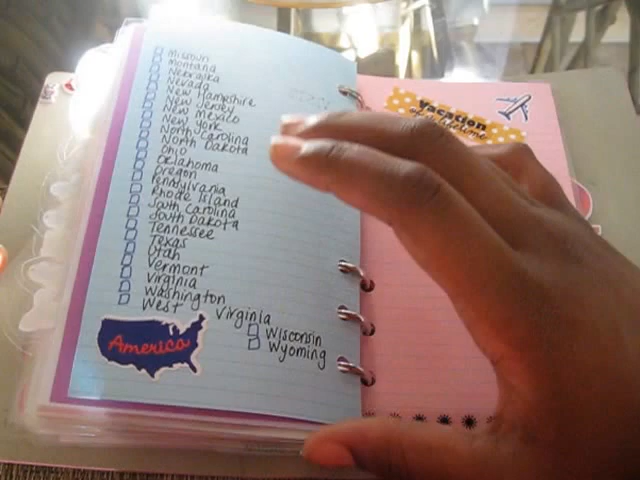 Missouri
Montana
Nebraska
Nevada
New Hampshire
New Jersey
New Mexico
New York
North Carolina
North Dakota
Ohio
Oklahoma
Oregon
Pennsylvania
Rhode Island
South Carolina
South Dakota
Tennessee
Texas
Utah
Vermont
Virginia
Washington
West Virginia
Wisconsin
Wyoming
America
Vacation
of a lifetime